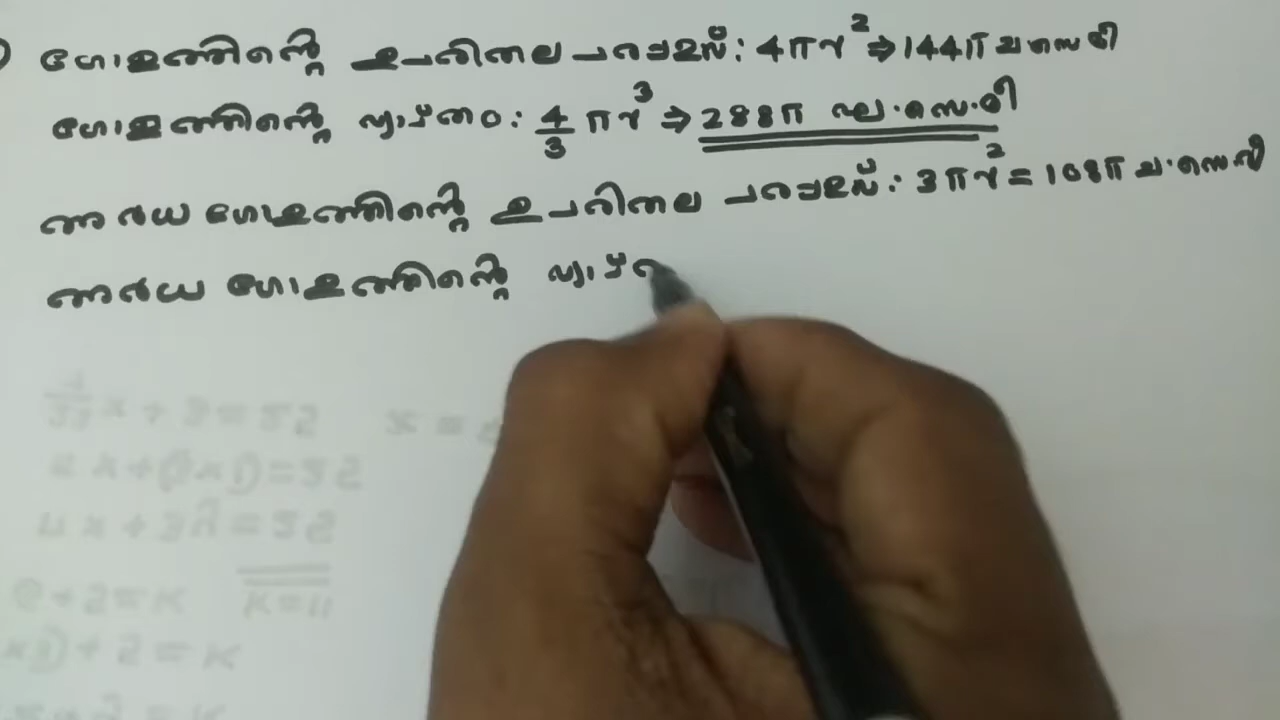 ) ഗോളത്തിന്റെ ഉപരിതല പരപ്പളവ്: 4πr² ⇒ 144π ച സെ മീ
ഗോളത്തിന്റെ വ്യാപ്തം: 4/3 πr³ ⇒ 288π ഘ.സെ.മീ
അർധ ഗോളത്തിന്റെ ഉപരിതല പരപ്പളവ്: 3πr² = 108π ച.സെമീ
അർധ ഗോളത്തിന്റെ വ്യാപ്ത